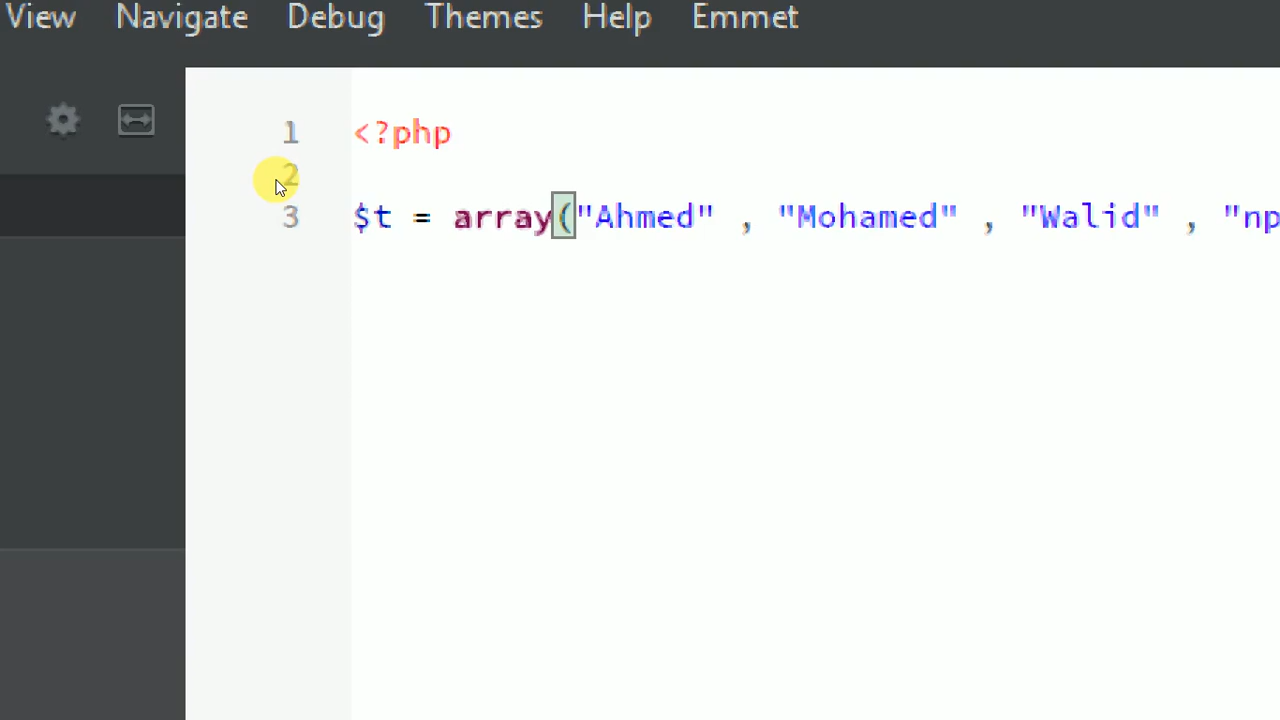 View Navigate Debug Themes Help Emmet
1 <?php
2
3 $t = array("Ahmed" , "Mohamed" , "Walid" , "np